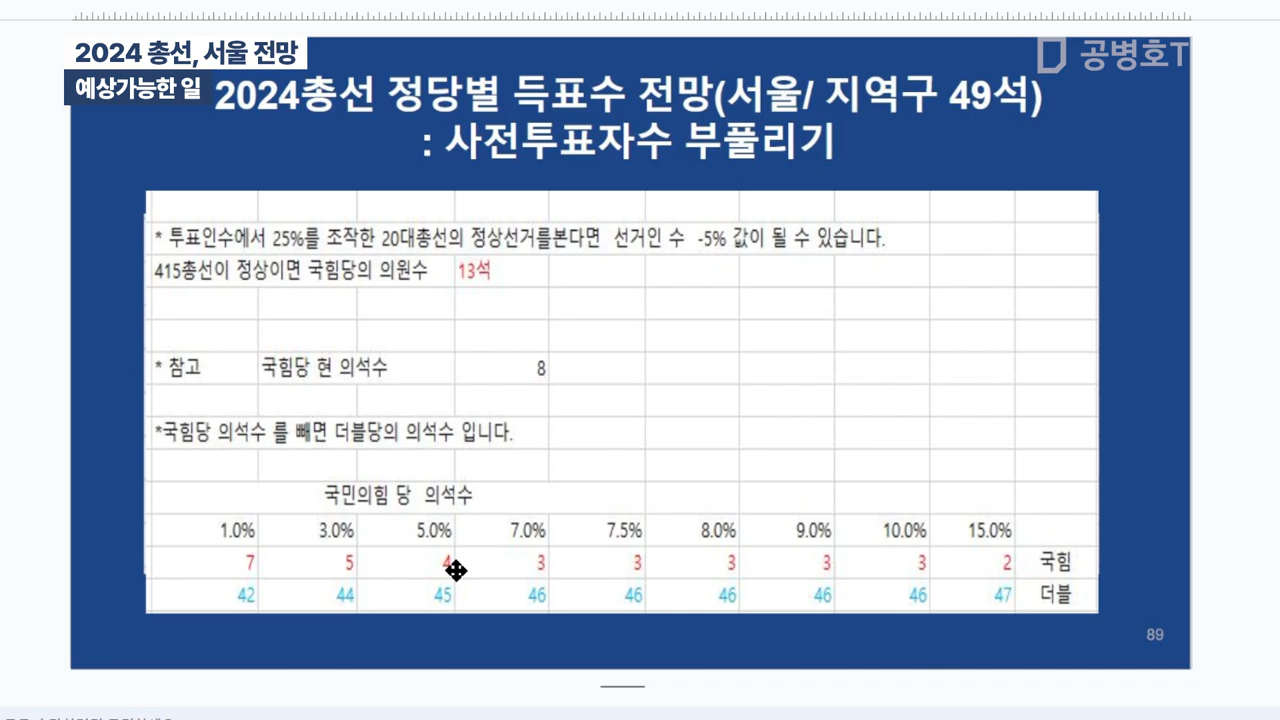 2024 총선, 서울 전망
공병호T
예상가능한 일
2024총선 정당별 득표수 전망(서울/ 지역구 49석)
: 사전투표자수 부풀리기
* 투표인수에서 25%를 조작한 20대총선의 정상선거를본다면 선거인 수 -5% 값이 될 수 있습니다.
415총선이 정상이면 국힘당의 의원수 13석
* 참고 국힘당 현 의석수 8
*국힘당 의석수 를 빼면 더블당의 의석수 입니다.
국민의힘 당 의석수
1.0% 3.0% 5.0% 7.0% 7.5% 8.0% 9.0% 10.0% 15.0%
7 5 4 3 3 3 3 3 2 국힘
42 44 45 46 46 46 46 46 47 더블
89